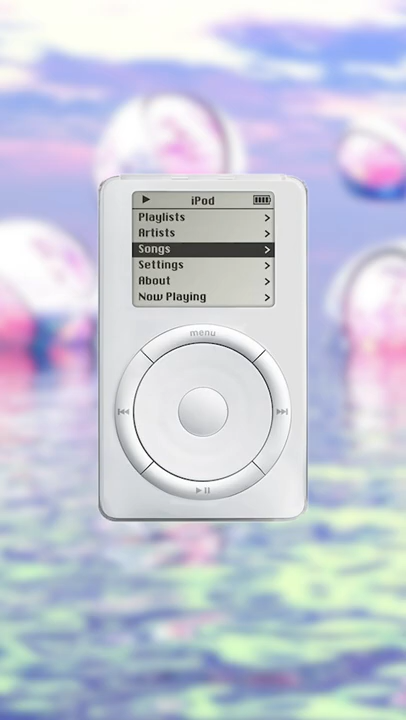 iPod
Playlists
Artists
Songs
Settings
About
Now Playing
menu